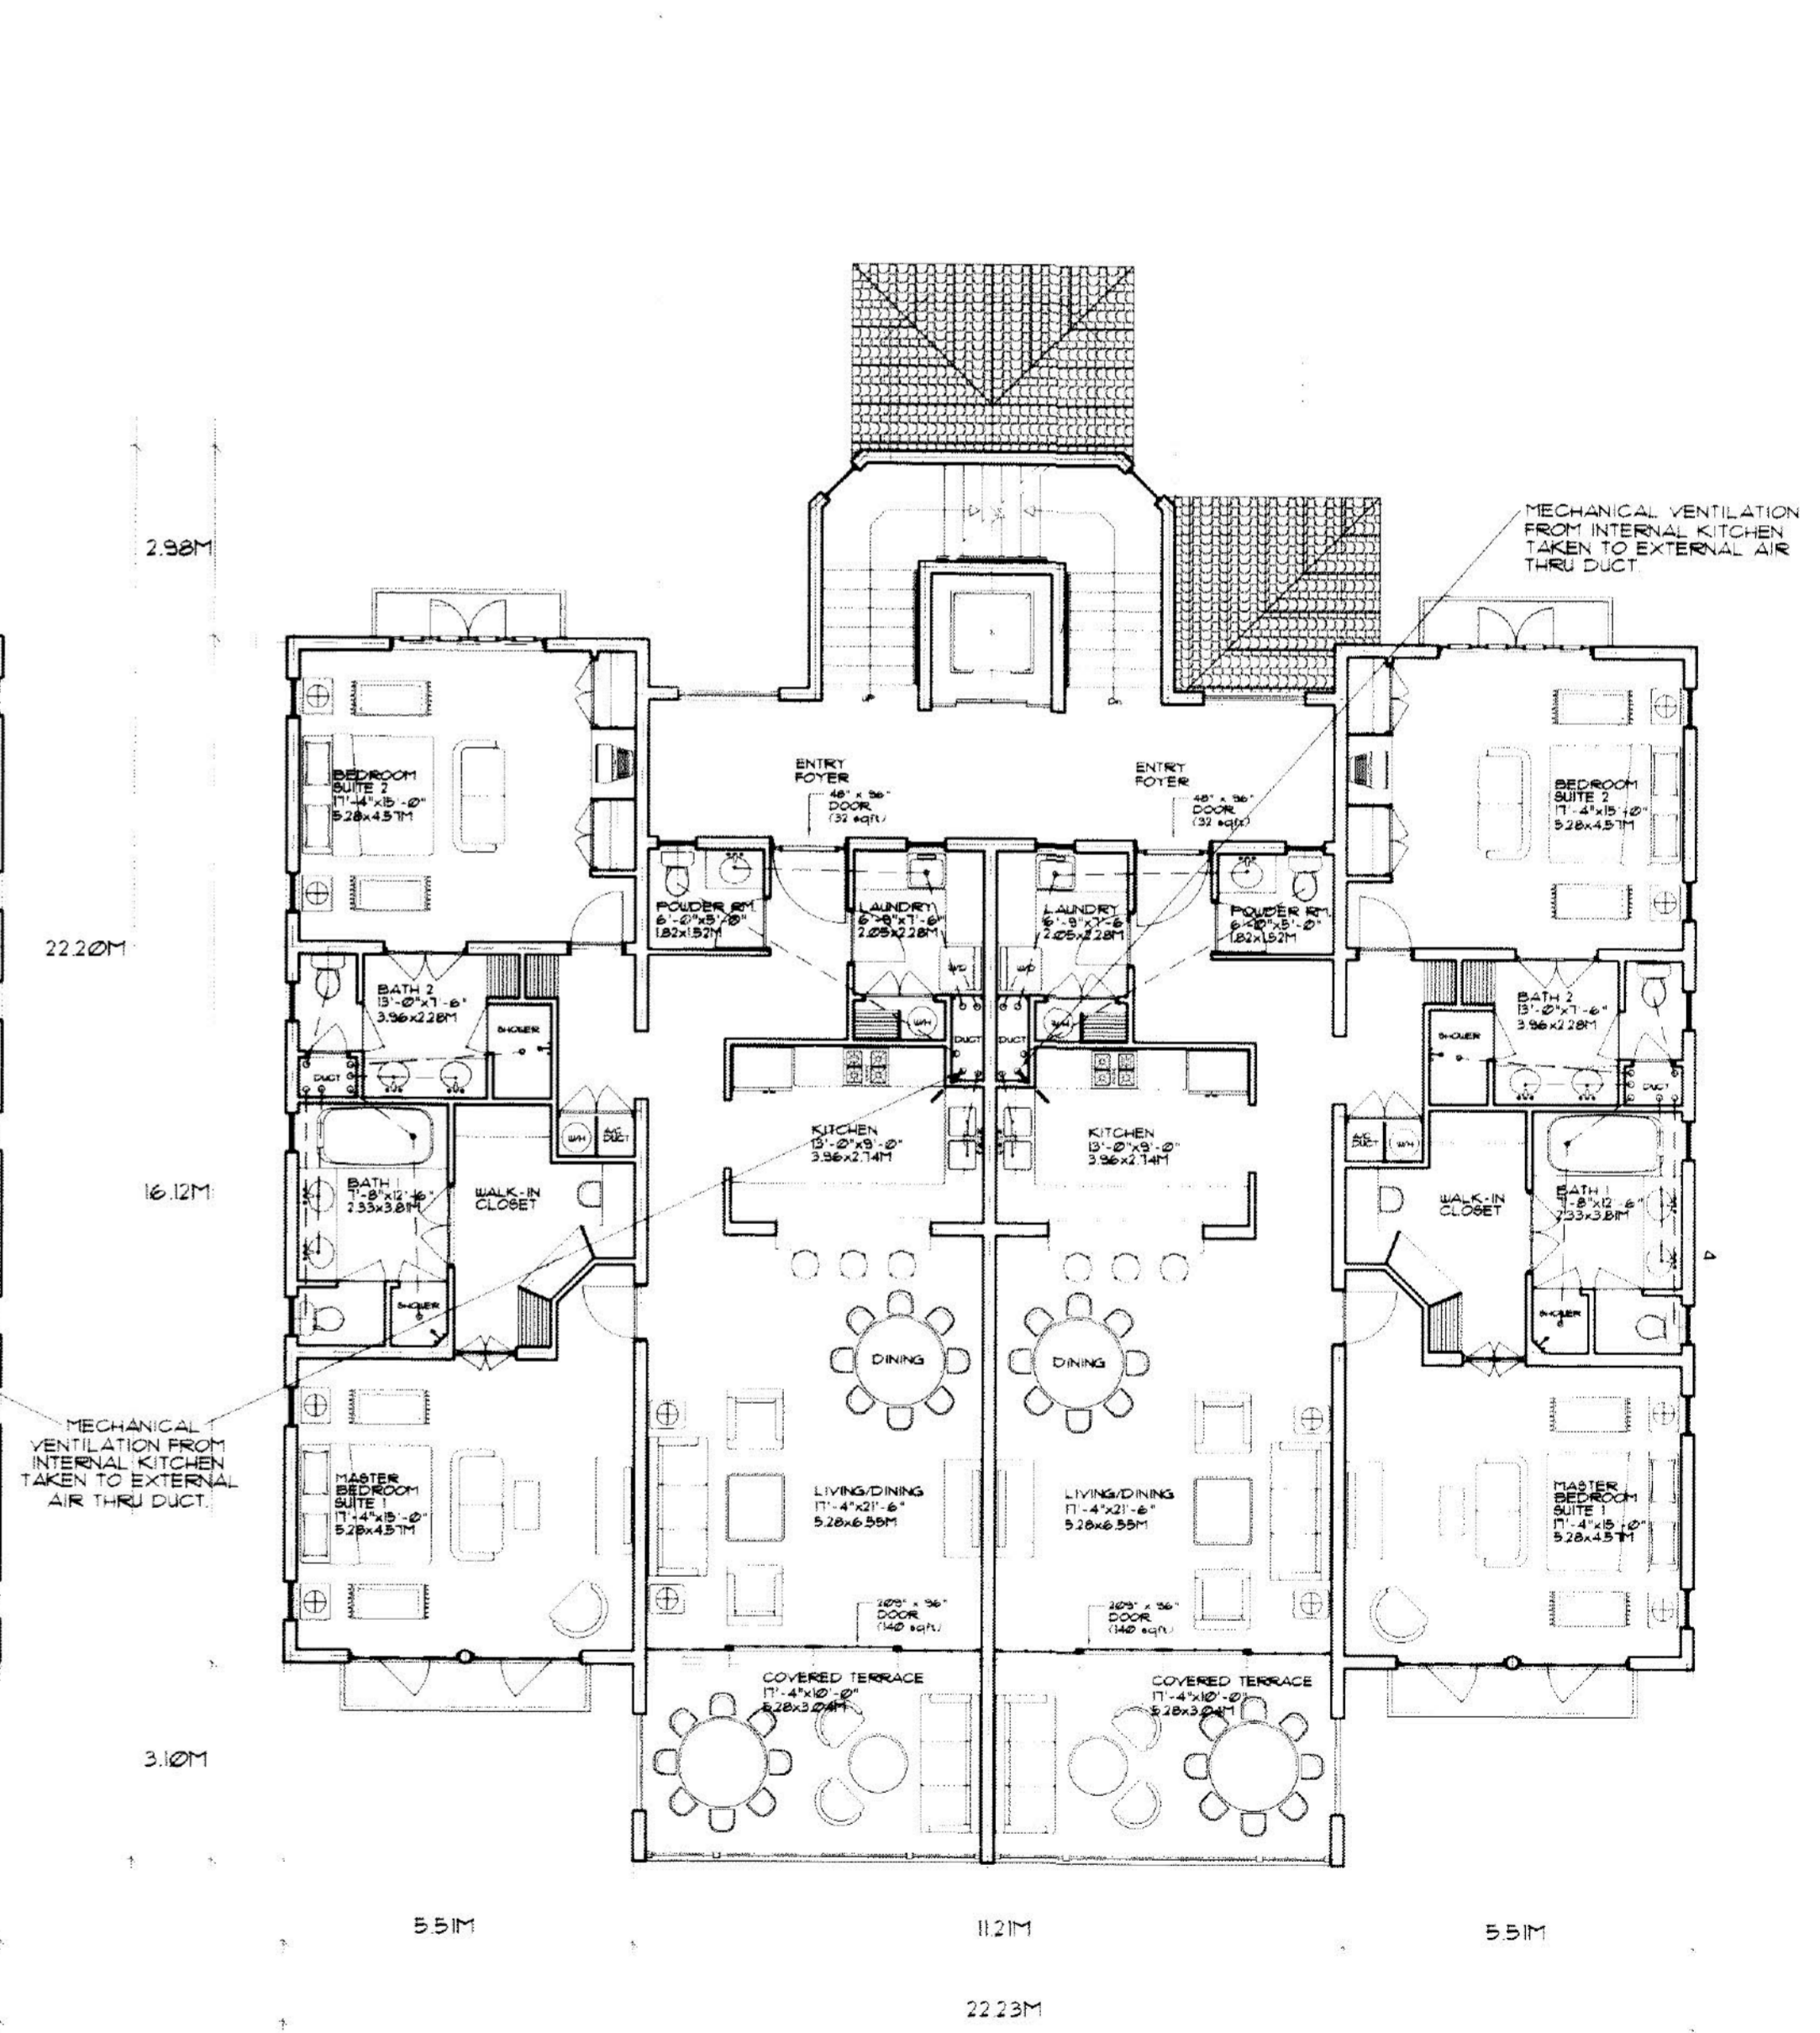 MECHANICAL VENTILATION
FROM INTERNAL KITCHEN
TAKEN TO EXTERNAL AIR
THRU DUCT.
2.98M
22.20M
16.12M
3.10M
UP
Dn
ENTRY
FOYER
48" x 96"
DOOR
(32 sqft)
ENTRY
FOYER
48" x 96"
DOOR
(32 sqft)
BEDROOM
SUITE 2
17'-4"x15'-0"
5.28x4.57M
BEDROOM
SUITE 2
17'-4"x15'-0"
5.28x4.57M
POWDER RM.
6'-0"x5'-0"
1.82x1.52M
LAUNDRY
6'-9"x7'-6"
2.05x2.28M
W/D
LAUNDRY
6'-9"x7'-6
2.05x2.28M
W/D
POWDER RM.
6'-0"x5'-0"
1.82x1.52M
BATH 2
13'-0"x7'-6"
3.96x2.28M
SHOWER
DUCT
W/H
DUCT
DUCT
W/H
BATH 2
13'-0"x7'-6"
3.96x2.28M
SHOWER
DUCT
KITCHEN
13'-0"x9'-0"
3.96x2.74M
KITCHEN
13'-0"x9'-0"
3.96x2.74M
W/H
A/C
DUCT
A/C
DUCT
W/H
BATH 1
7'-8"x12'-6"
2.33x3.81M
WALK-IN
CLOSET
SHOWER
WALK-IN
CLOSET
BATH 1
7'-8"x12'-6"
2.33x3.81M
SHOWER
DINING
DINING
MECHANICAL
VENTILATION FROM
INTERNAL KITCHEN
TAKEN TO EXTERNAL
AIR THRU DUCT.
MASTER
BEDROOM
SUITE 1
17'-4"x15'-0"
5.28x4.57M
LIVING/DINING
17'-4"x21'-6"
5.28x6.55M
LIVING/DINING
17'-4"x21'-6"
5.28x6.55M
MASTER
BEDROOM
SUITE 1
17'-4"x15'-0"
5.28x4.57M
209" x 96"
DOOR
(140 sqft)
209" x 96"
DOOR
(140 sqft)
COVERED TERRACE
17'-4"x10'-0"
5.28x3.04M
COVERED TERRACE
17'-4"x10'-0"
5.28x3.04M
5.51M
11.21M
5.51M
22.23M